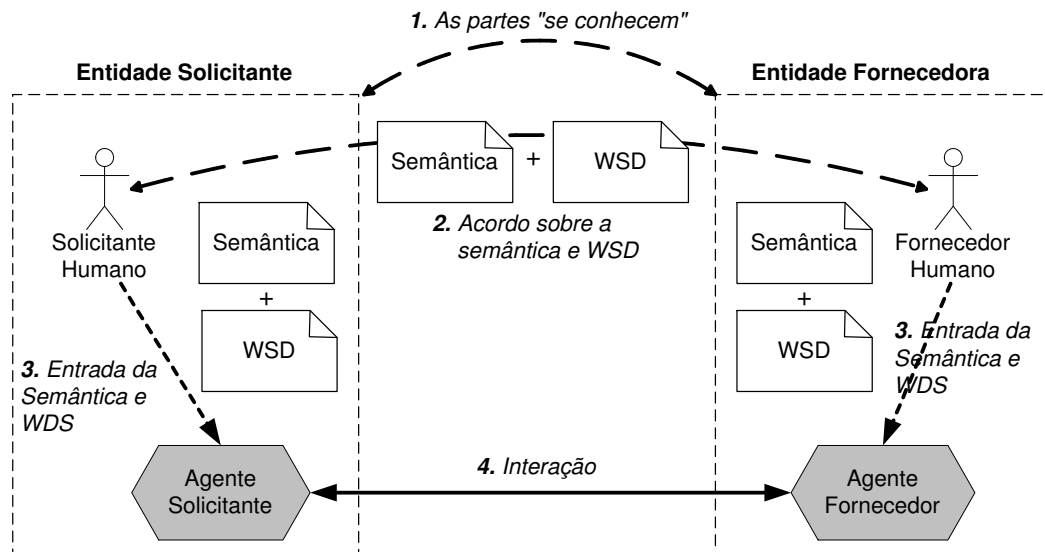 1. As partes "se conhecem"
Entidade Solicitante
Entidade Fornecedora
Semântica
+
WSD
2. Acordo sobre a
semântica e WSD
Solicitante
Humano
Semântica
+
WSD
3. Entrada da
Semântica e
WDS
Agente
Solicitante
4. Interação
Fornecedor
Humano
Semântica
+
WSD
3. Entrada da
Semântica e
WDS
Agente
Fornecedor